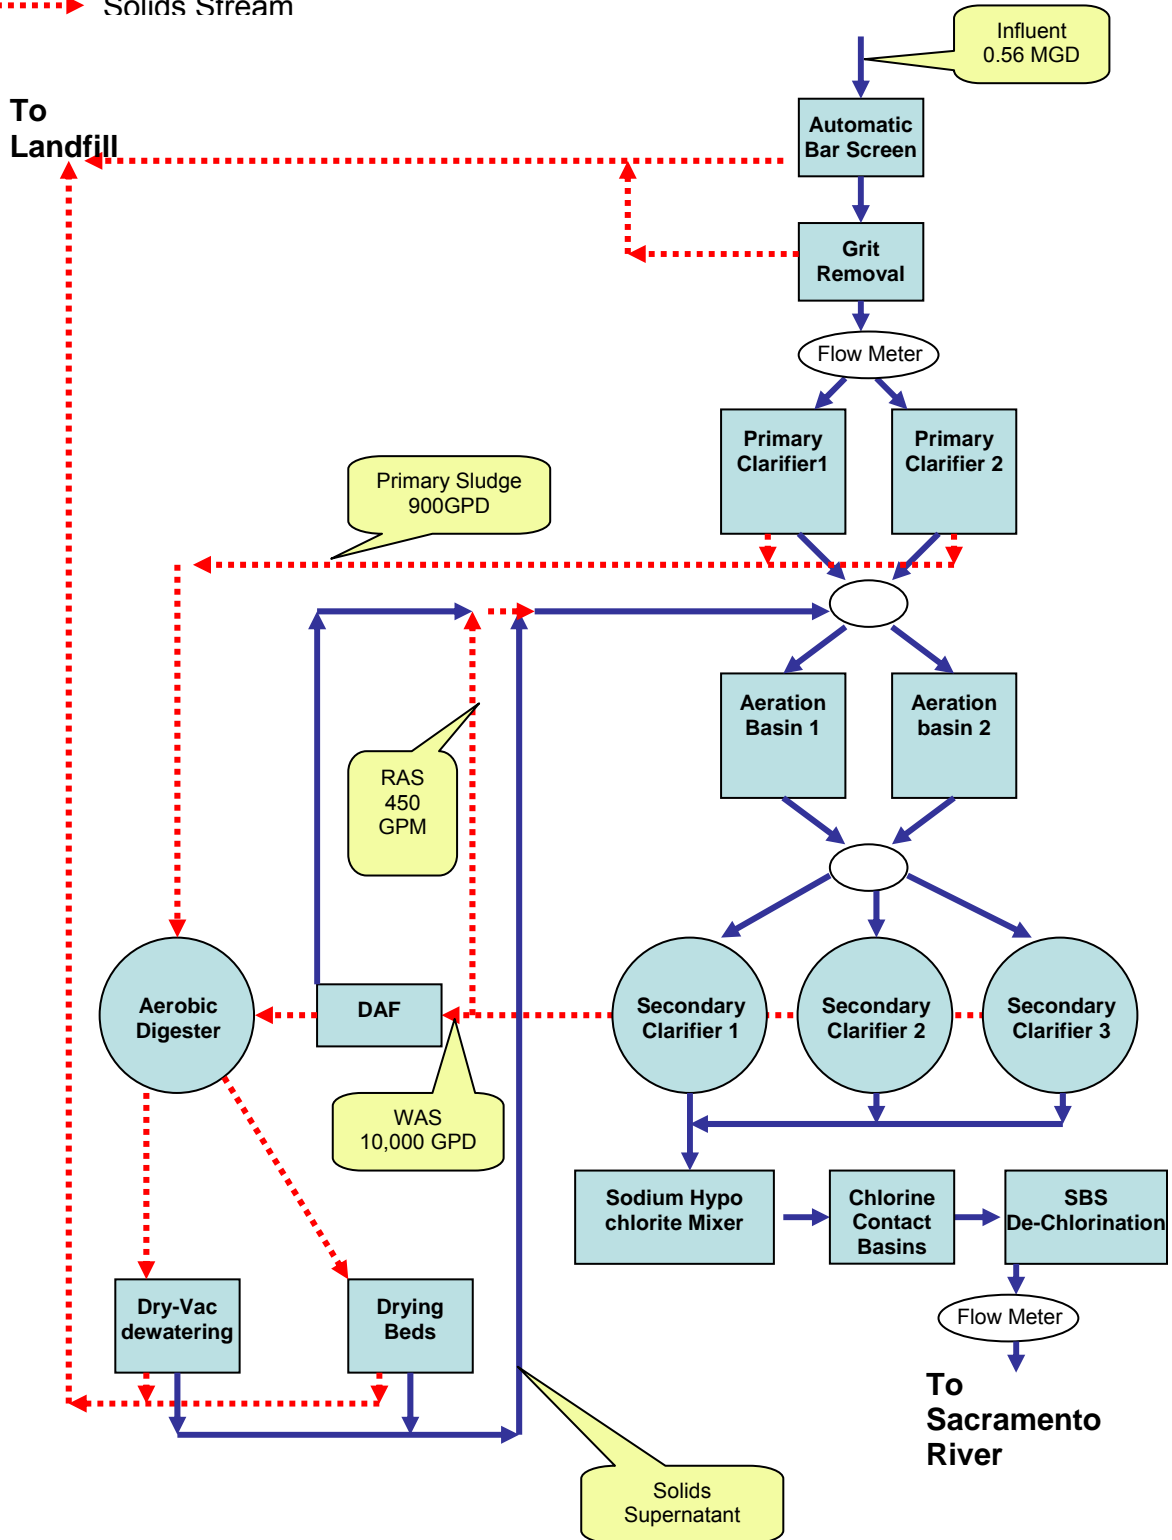 Solids Stream
Influent
0.56 MGD
To
Landfill
Automatic
Bar Screen
Grit
Removal
Flow Meter
Primary
Clarifier1
Primary
Clarifier 2
Primary Sludge
900GPD
Aeration
Basin 1
Aeration
basin 2
RAS
450
GPM
Aerobic
Digester
DAF
Secondary
Clarifier 1
Secondary
Clarifier 2
Secondary
Clarifier 3
WAS
10,000 GPD
Sodium Hypo
chlorite Mixer
Chlorine
Contact
Basins
SBS
De-Chlorination
Dry-Vac
dewatering
Drying
Beds
Flow Meter
To
Sacramento
River
Solids
Supernatant